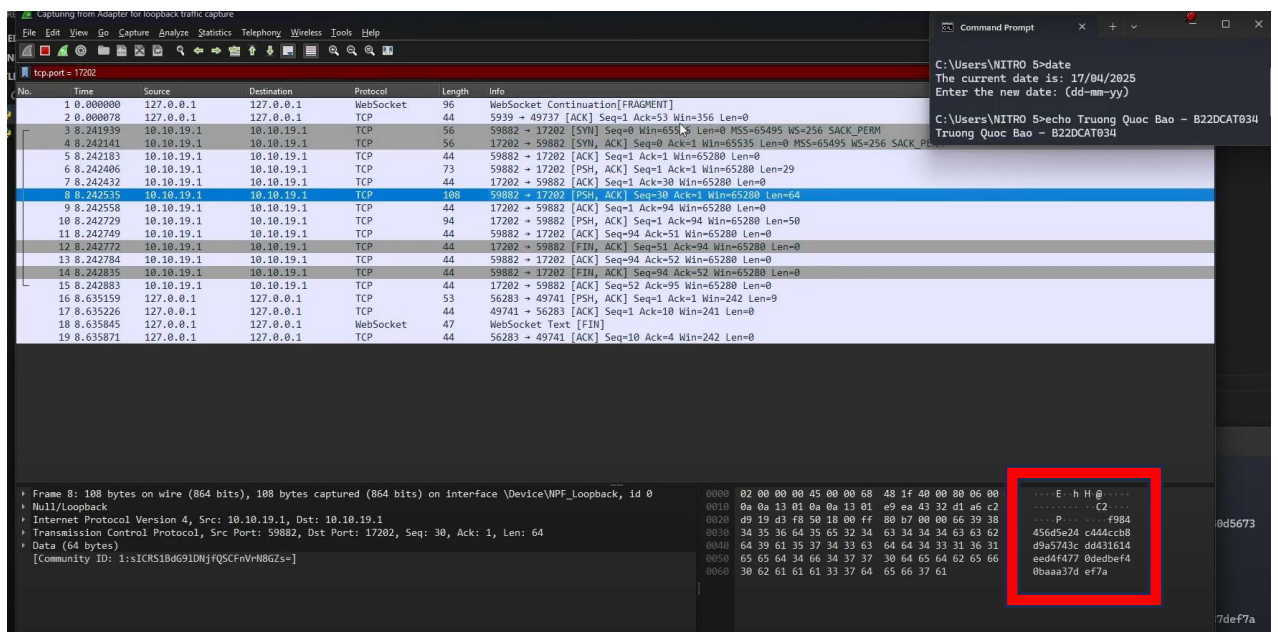 Capturing from Adapter for loopback traffic capture
File Edit View Go Capture Analyze Statistics Telephony Wireless Tools Help
tcp.port = 17202
No. Time Source Destination Protocol Length Info
1 0.000000 127.0.0.1 127.0.0.1 WebSocket 96 WebSocket Continuation[FRAGMENT]
2 0.000078 127.0.0.1 127.0.0.1 TCP 44 5939 → 49737 [ACK] Seq=1 Ack=53 Win=356 Len=0
3 8.241939 10.10.19.1 10.10.19.1 TCP 56 59882 → 17202 [SYN] Seq=0 Win=65535 Len=0 MSS=65495 WS=256 SACK_PERM
4 8.242141 10.10.19.1 10.10.19.1 TCP 56 17202 → 59882 [SYN, ACK] Seq=0 Ack=1 Win=65535 Len=0 MSS=65495 WS=256
5 8.242183 10.10.19.1 10.10.19.1 TCP 44 59882 → 17202 [ACK] Seq=1 Ack=1 Win=65280 Len=0
6 8.242406 10.10.19.1 10.10.19.1 TCP 73 59882 → 17202 [PSH, ACK] Seq=1 Ack=1 Win=65280 Len=29
7 8.242432 10.10.19.1 10.10.19.1 TCP 44 17202 → 59882 [ACK] Seq=1 Ack=30 Win=65280 Len=0
8 8.242535 10.10.19.1 10.10.19.1 TCP 108 59882 → 17202 [PSH, ACK] Seq=30 Ack=1 Win=65280 Len=64
9 8.242558 10.10.19.1 10.10.19.1 TCP 44 17202 → 59882 [ACK] Seq=1 Ack=94 Win=65280 Len=0
10 8.242729 10.10.19.1 10.10.19.1 TCP 94 17202 → 59882 [PSH, ACK] Seq=1 Ack=94 Win=65280 Len=50
11 8.242749 10.10.19.1 10.10.19.1 TCP 44 59882 → 17202 [ACK] Seq=94 Ack=51 Win=65280 Len=0
12 8.242772 10.10.19.1 10.10.19.1 TCP 44 17202 → 59882 [FIN, ACK] Seq=51 Ack=94 Win=65280 Len=0
13 8.242784 10.10.19.1 10.10.19.1 TCP 44 59882 → 17202 [ACK] Seq=94 Ack=52 Win=65280 Len=0
14 8.242835 10.10.19.1 10.10.19.1 TCP 44 59882 → 17202 [FIN, ACK] Seq=94 Ack=52 Win=65280 Len=0
15 8.242883 10.10.19.1 10.10.19.1 TCP 44 17202 → 59882 [ACK] Seq=52 Ack=95 Win=65280 Len=0
16 8.635159 127.0.0.1 127.0.0.1 TCP 53 56283 → 49741 [PSH, ACK] Seq=1 Ack=1 Win=242 Len=9
17 8.635226 127.0.0.1 127.0.0.1 TCP 44 49741 → 56283 [ACK] Seq=1 Ack=10 Win=241 Len=0
18 8.635845 127.0.0.1 127.0.0.1 WebSocket 47 WebSocket Text [FIN]
19 8.635871 127.0.0.1 127.0.0.1 TCP 44 56283 → 49741 [ACK] Seq=10 Ack=4 Win=242 Len=0
Command Prompt
C:\Users\NITRO 5>date
The current date is: 17/04/2025
Enter the new date: (dd-mm-yy)
C:\Users\NITRO 5>echo Truong Quoc Bao - B22DCAT034
Truong Quoc Bao - B22DCAT034
Frame 8: 108 bytes on wire (864 bits), 108 bytes captured (864 bits) on interface \Device\NPF_Loopback, id 0
Null/Loopback
Internet Protocol Version 4, Src: 10.10.19.1, Dst: 10.10.19.1
Transmission Control Protocol, Src Port: 59882, Dst Port: 17202, Seq: 30, Ack: 1, Len: 64
Data (64 bytes)
[Community ID: 1:sICRS1BdG91DNjfQSCFnVrN8GZs=]
0000 02 00 00 00 45 00 00 68 48 1f 40 00 80 06 00 00 ····E··h H·@·····
0010 0a 0a 13 01 0a 0a 13 01 e9 ea 43 32 d1 a6 c2 ········ ··C2····
0020 d9 19 d3 f8 50 18 00 ff 80 b7 00 00 66 39 38 34 ····P··· ····f984
0030 34 35 36 64 35 65 32 34 63 34 34 34 63 63 62 38 456d5e24 c444ccb8
0040 64 39 61 35 37 34 33 63 64 64 34 33 31 36 31 34 d9a5743c dd431614
0050 65 65 64 34 66 34 37 37 30 64 65 64 62 65 66 34 eed4f477 0dedbef4
0060 30 62 61 61 61 33 37 64 65 66 37 61 0baaa37d ef7a
0d5673
7def7a